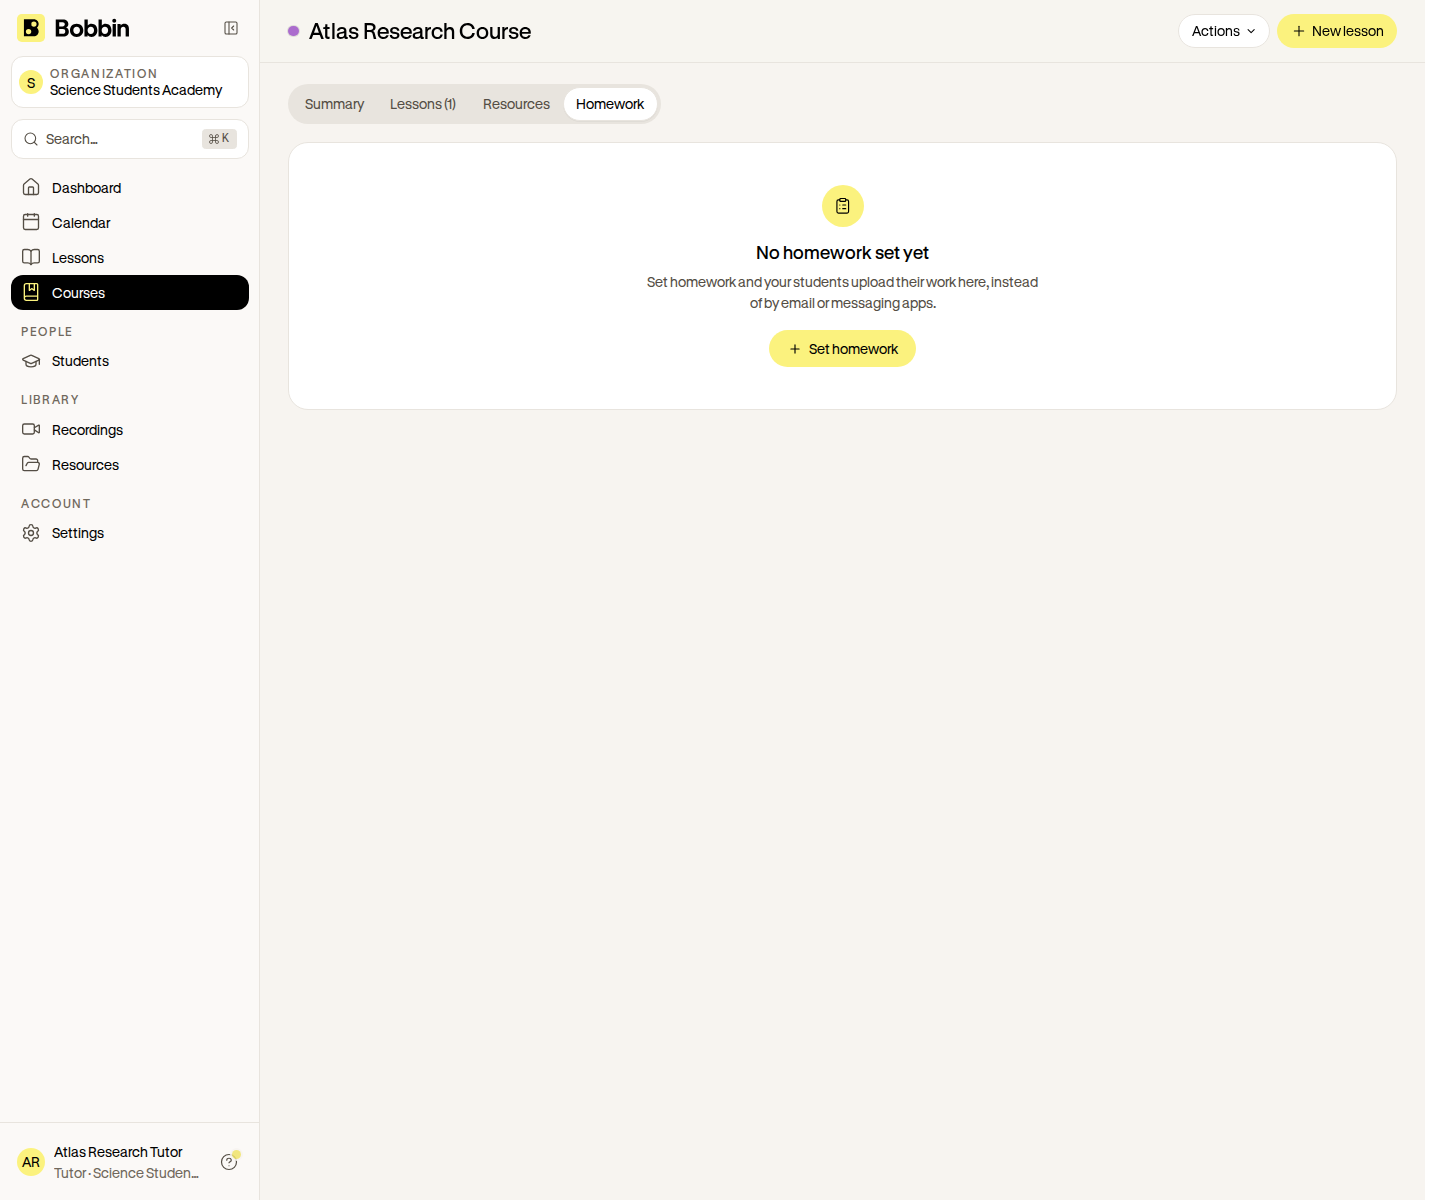 Bobbin
ORGANIZATION
S
Science Students Academy
Search...
⌘ K
Dashboard
Calendar
Lessons
Courses
PEOPLE
Students
LIBRARY
Recordings
Resources
ACCOUNT
Settings
AR
Atlas Research Tutor
Tutor · Science Studen...
Atlas Research Course
Actions
New lesson
Summary
Lessons (1)
Resources
Homework
No homework set yet
Set homework and your students upload their work here, instead
of by email or messaging apps.
Set homework